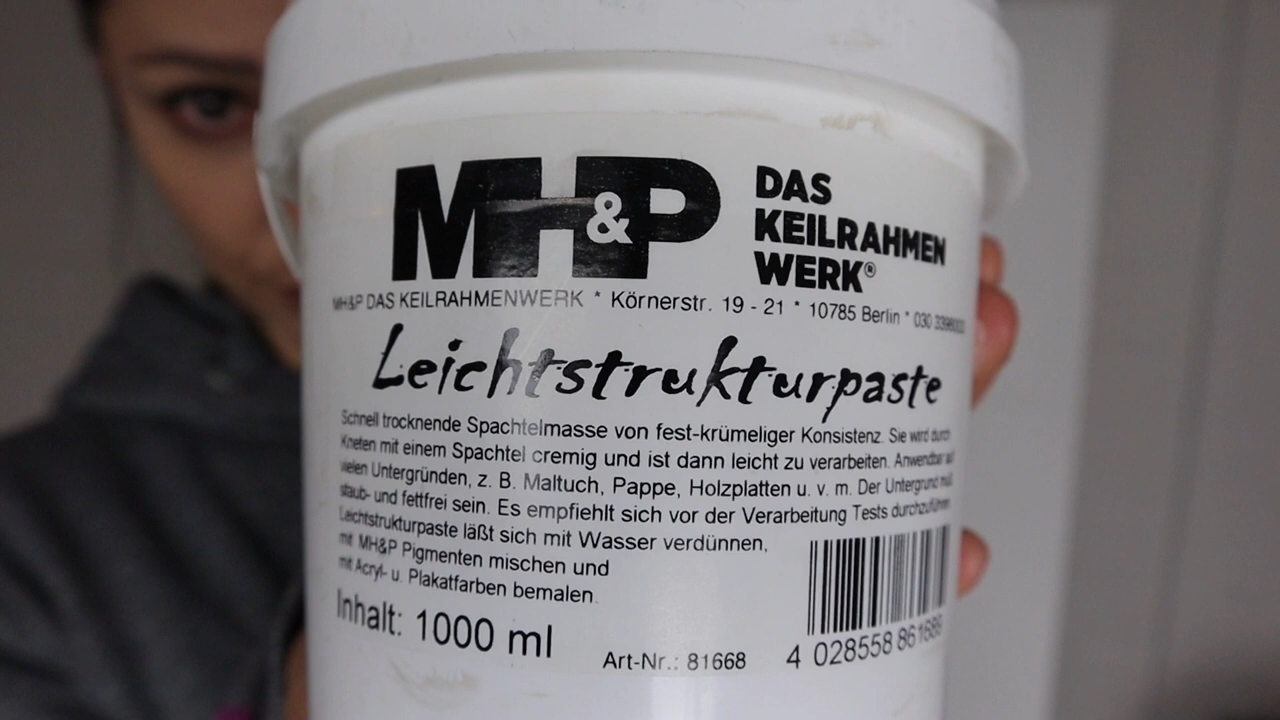 MH&P
DAS
KEILRAHMEN
WERK®
MH&P DAS KEILRAHMENWERK * Körnerstr. 19 - 21 * 10785 Berlin * 030
Leichtstrukturpaste
Schnell trocknende Spachtelmasse von fest-krümeliger Konsistenz. Sie wird durch
Kneten mit einem Spachtel cremig und ist dann leicht zu verarbeiten. Anwendbar auf
vielen Untergründen, z. B. Maltuch, Pappe, Holzplatten u. v. m. Der Untergrund muß
staub- und fettfrei sein. Es empfiehlt sich vor der Verarbeitung Tests durchzuführen.
Leichtstrukturpaste läßt sich mit Wasser verdünnen,
mit MH&P Pigmenten mischen und
mit Acryl- u. Plakatfarben bemalen.
Inhalt: 1000 ml
Art-Nr.: 81668
4 028558 861689